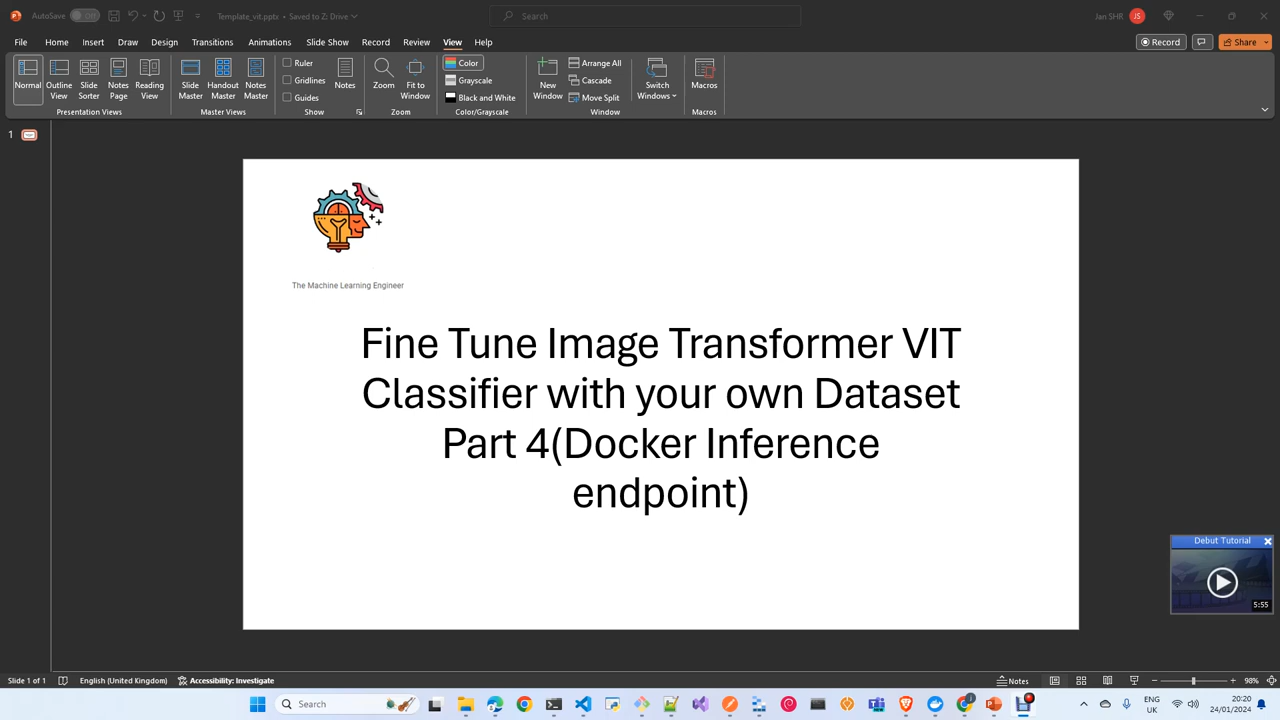 AutoSave Off Template_vit.pptx • Saved to Z: Drive Search Jan SHR JS
File Home Insert Draw Design Transitions Animations Slide Show Record Review View Help Record Share
Normal Outline View Slide Sorter Notes Page Reading View
Presentation Views
Slide Master Handout Master Notes Master
Master Views
Ruler
Gridlines
Guides
Notes
Show
Zoom Fit to Window
Zoom
Color
Grayscale
Black and White
Color/Grayscale
New Window
Arrange All
Cascade
Move Split
Switch Windows
Window
Macros
Macros
1
The Machine Learning Engineer
Fine Tune Image Transformer VIT
Classifier with your own Dataset
Part 4(Docker Inference
endpoint)
Debut Tutorial
5:55
Slide 1 of 1 English (United Kingdom) Accessibility: Investigate Notes 98%
Search
ENG
UK
20:20
24/01/2024